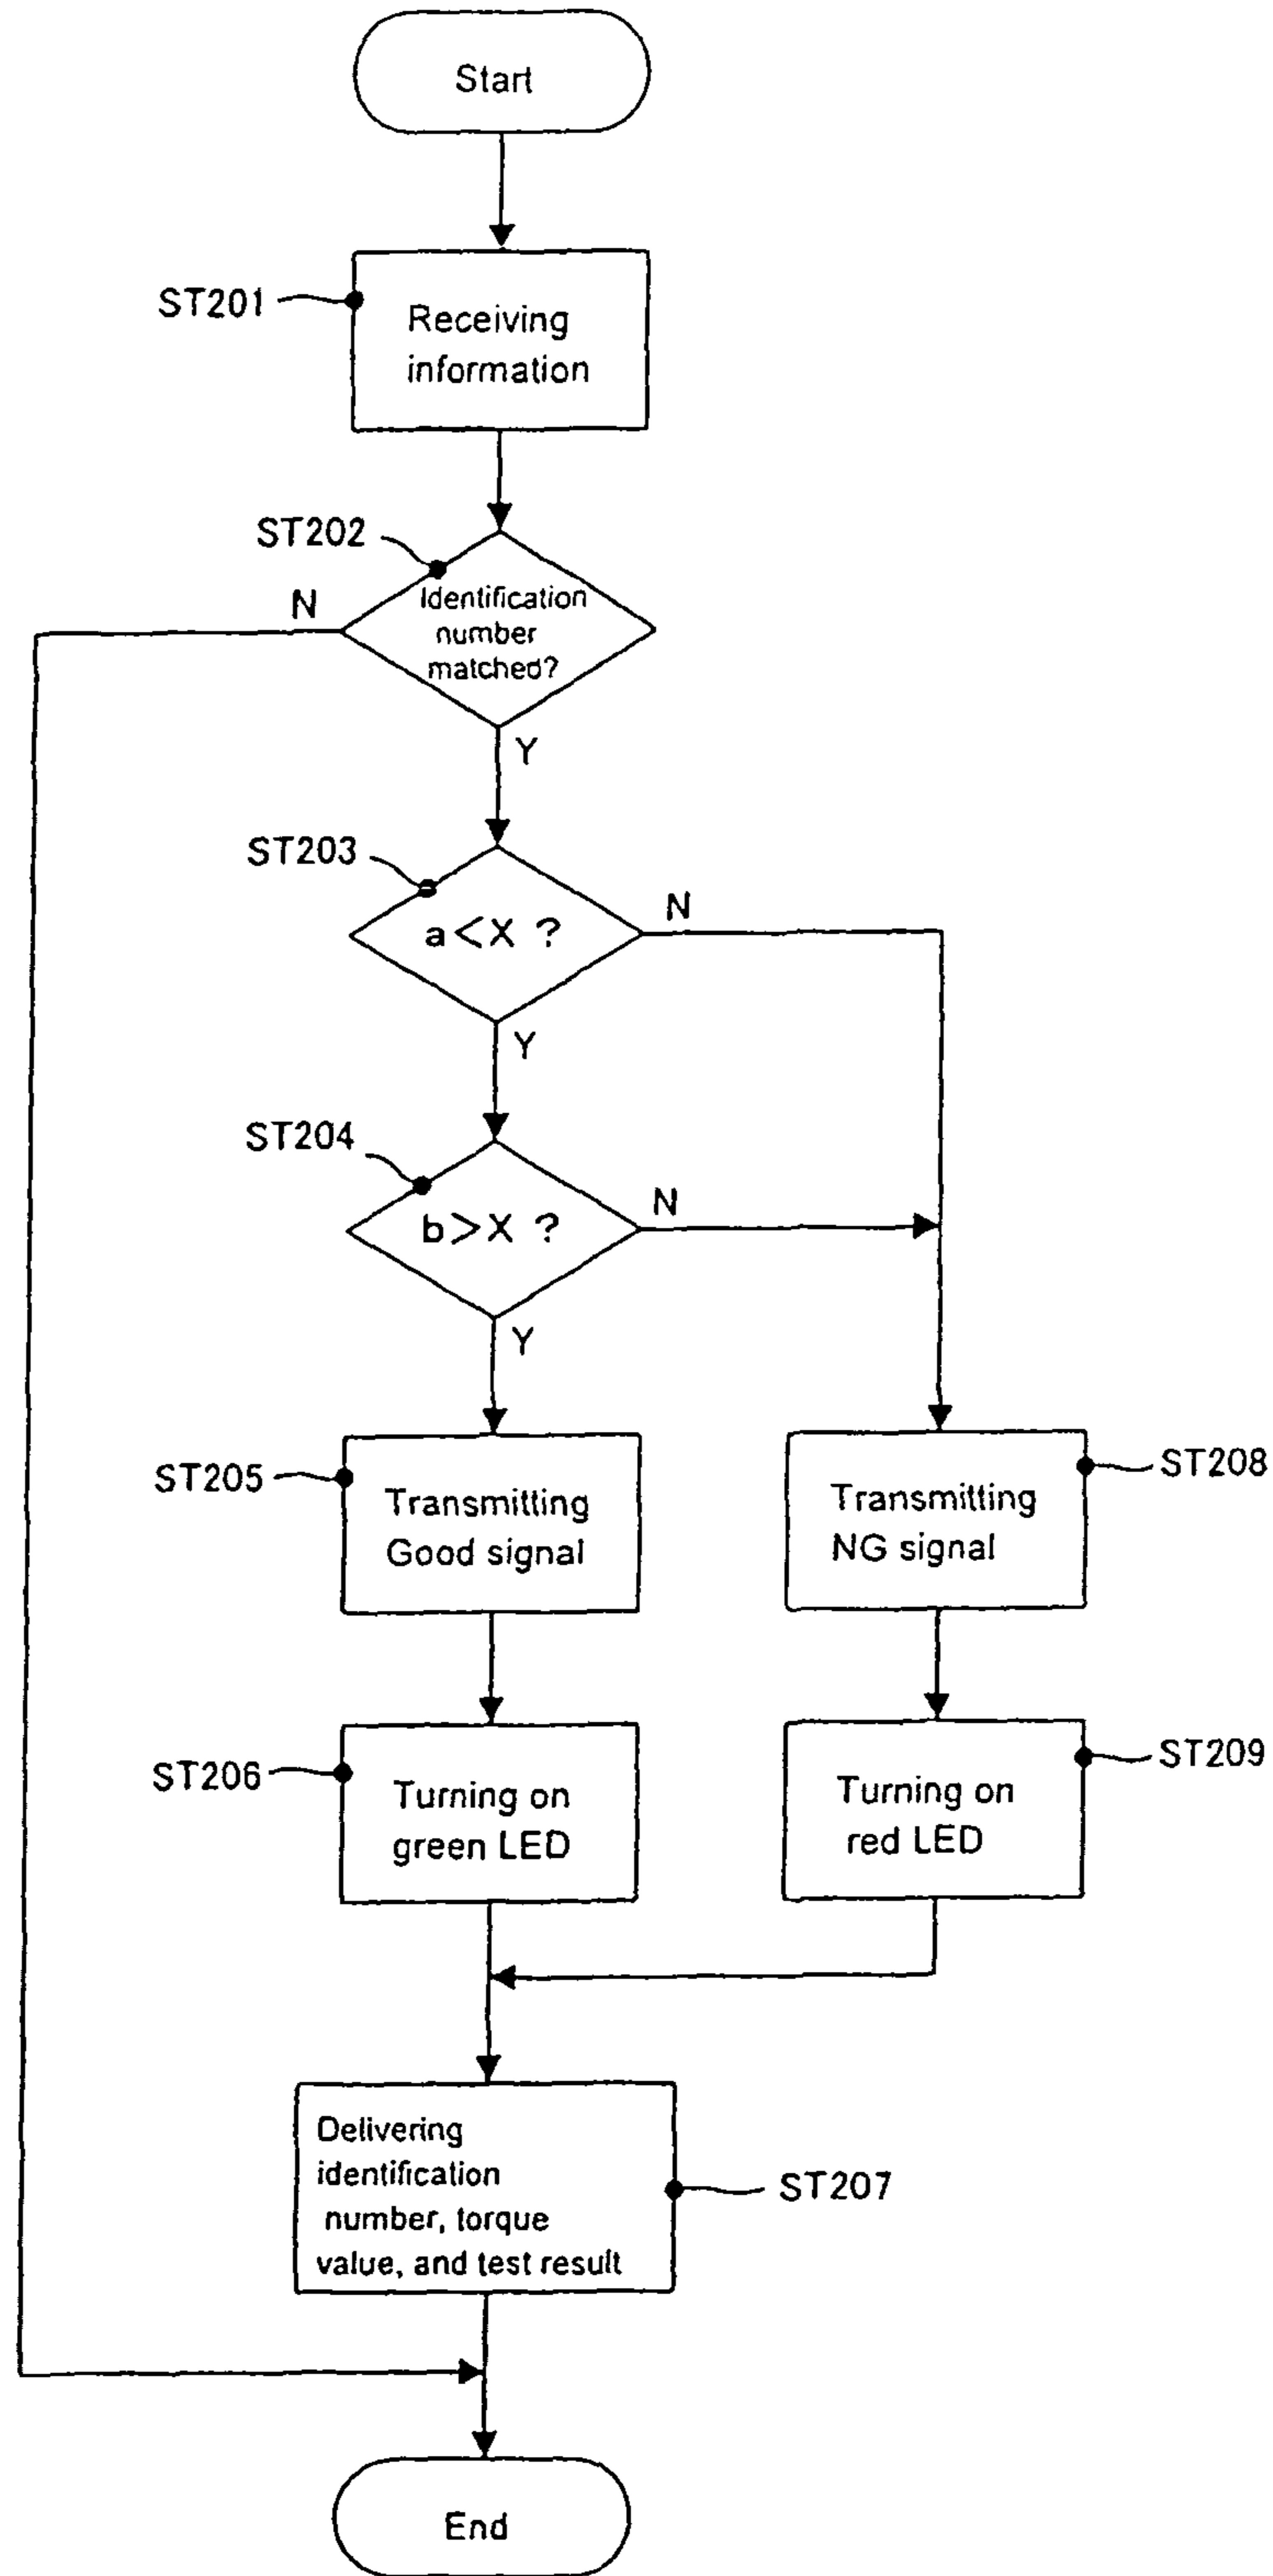 Start
ST201
Receiving
information
ST202
N
Identification
number
matched?
Y
ST203
a<X ?
N
Y
ST204
b>X ?
N
Y
ST205
Transmitting
Good signal
Transmitting
NG signal
ST208
ST206
Turning on
green LED
Turning on
red LED
ST209
Delivering
identification
number, torque
value, and test result
ST207
End